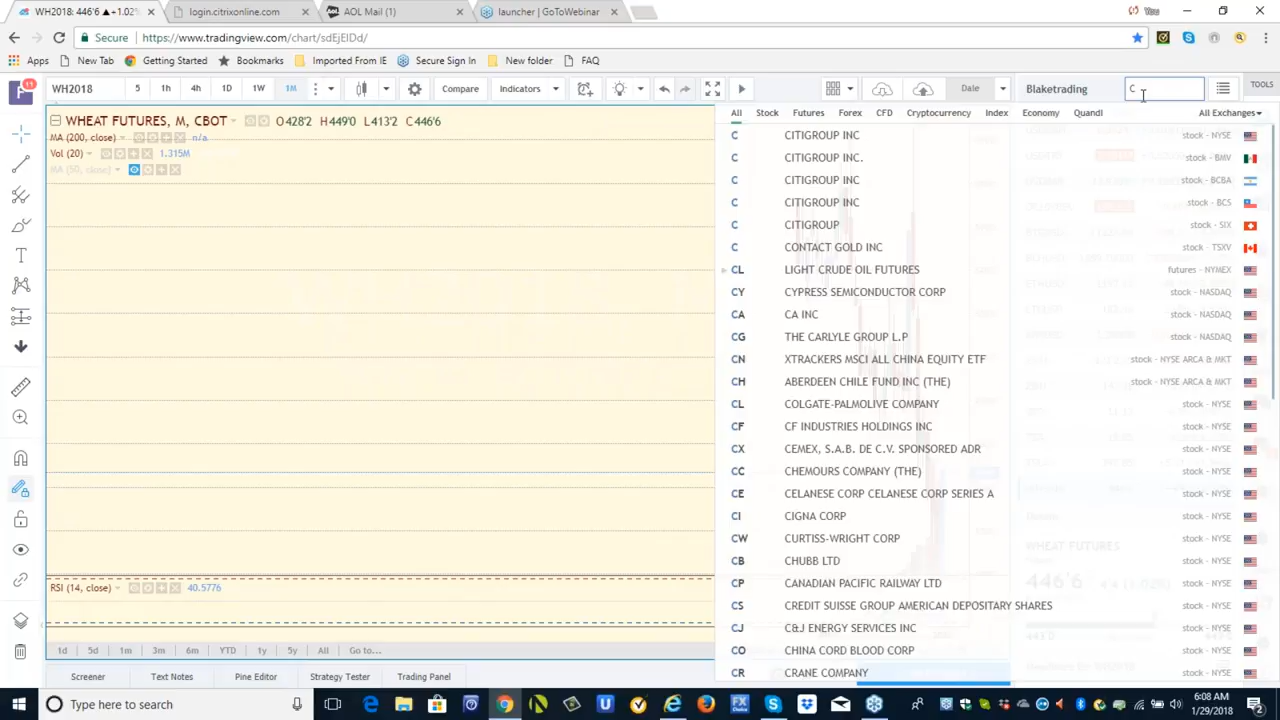 WH2018: 446'6 ▲+1.02%
login.citrixonline.com
AOL Mail (1)
launcher | GoToWebinar
You
Secure
https://www.tradingview.com/chart/sdEjEIDd/
Apps
New Tab
Getting Started
Bookmarks
Imported From IE
Secure Sign In
New folder
FAQ
F
11
WH2018
5
1h
4h
1D
1W
1M
Compare
Indicators
Date
Blaketrading
C
TOOLS
WHEAT FUTURES, M, CBOT
O428'2 H449'0 L413'2 C446'6
MA (200, close)
n/a
Vol (20)
1.315M
MA (50, close)
All
Stock
Futures
Forex
CFD
Cryptocurrency
Index
Economy
Quandl
All Exchanges
C CITIGROUP INC stock - NYSE
C CITIGROUP INC. stock - BMV
C CITIGROUP INC stock - BCBA
C CITIGROUP INC stock - BCS
C CITIGROUP stock - SIX
C CONTACT GOLD INC stock - TSXV
CL LIGHT CRUDE OIL FUTURES futures - NYMEX
CY CYPRESS SEMICONDUCTOR CORP stock - NASDAQ
CA CA INC stock - NASDAQ
CG THE CARLYLE GROUP L.P stock - NASDAQ
CN XTRACKERS MSCI ALL CHINA EQUITY ETF stock - NYSE ARCA & MKT
CH ABERDEEN CHILE FUND INC (THE) stock - NYSE ARCA & MKT
CL COLGATE-PALMOLIVE COMPANY stock - NYSE
CF CF INDUSTRIES HOLDINGS INC stock - NYSE
CX CEMEX, S.A.B. DE C.V. SPONSORED ADR stock - NYSE
CC CHEMOURS COMPANY (THE) stock - NYSE
CE CELANESE CORP CELANESE CORP SERIES A stock - NYSE
CI CIGNA CORP stock - NYSE
CW CURTISS-WRIGHT CORP stock - NYSE
CB CHUBB LTD stock - NYSE
CP CANADIAN PACIFIC RAILWAY LTD stock - NYSE
CS CREDIT SUISSE GROUP AMERICAN DEPOSITARY SHARES stock - NYSE
CJ C&J ENERGY SERVICES INC stock - NYSE
CO CHINA CORD BLOOD CORP stock - NYSE
CR CRANE COMPANY stock - NYSE
WHEAT FUTURES
446'6
RSI (14, close)
40.5776
1d
5d
1m
3m
6m
YTD
1y
5y
All
Go to...
Screener
Text Notes
Pine Editor
Strategy Tester
Trading Panel
Type here to search
6:08 AM
1/29/2018